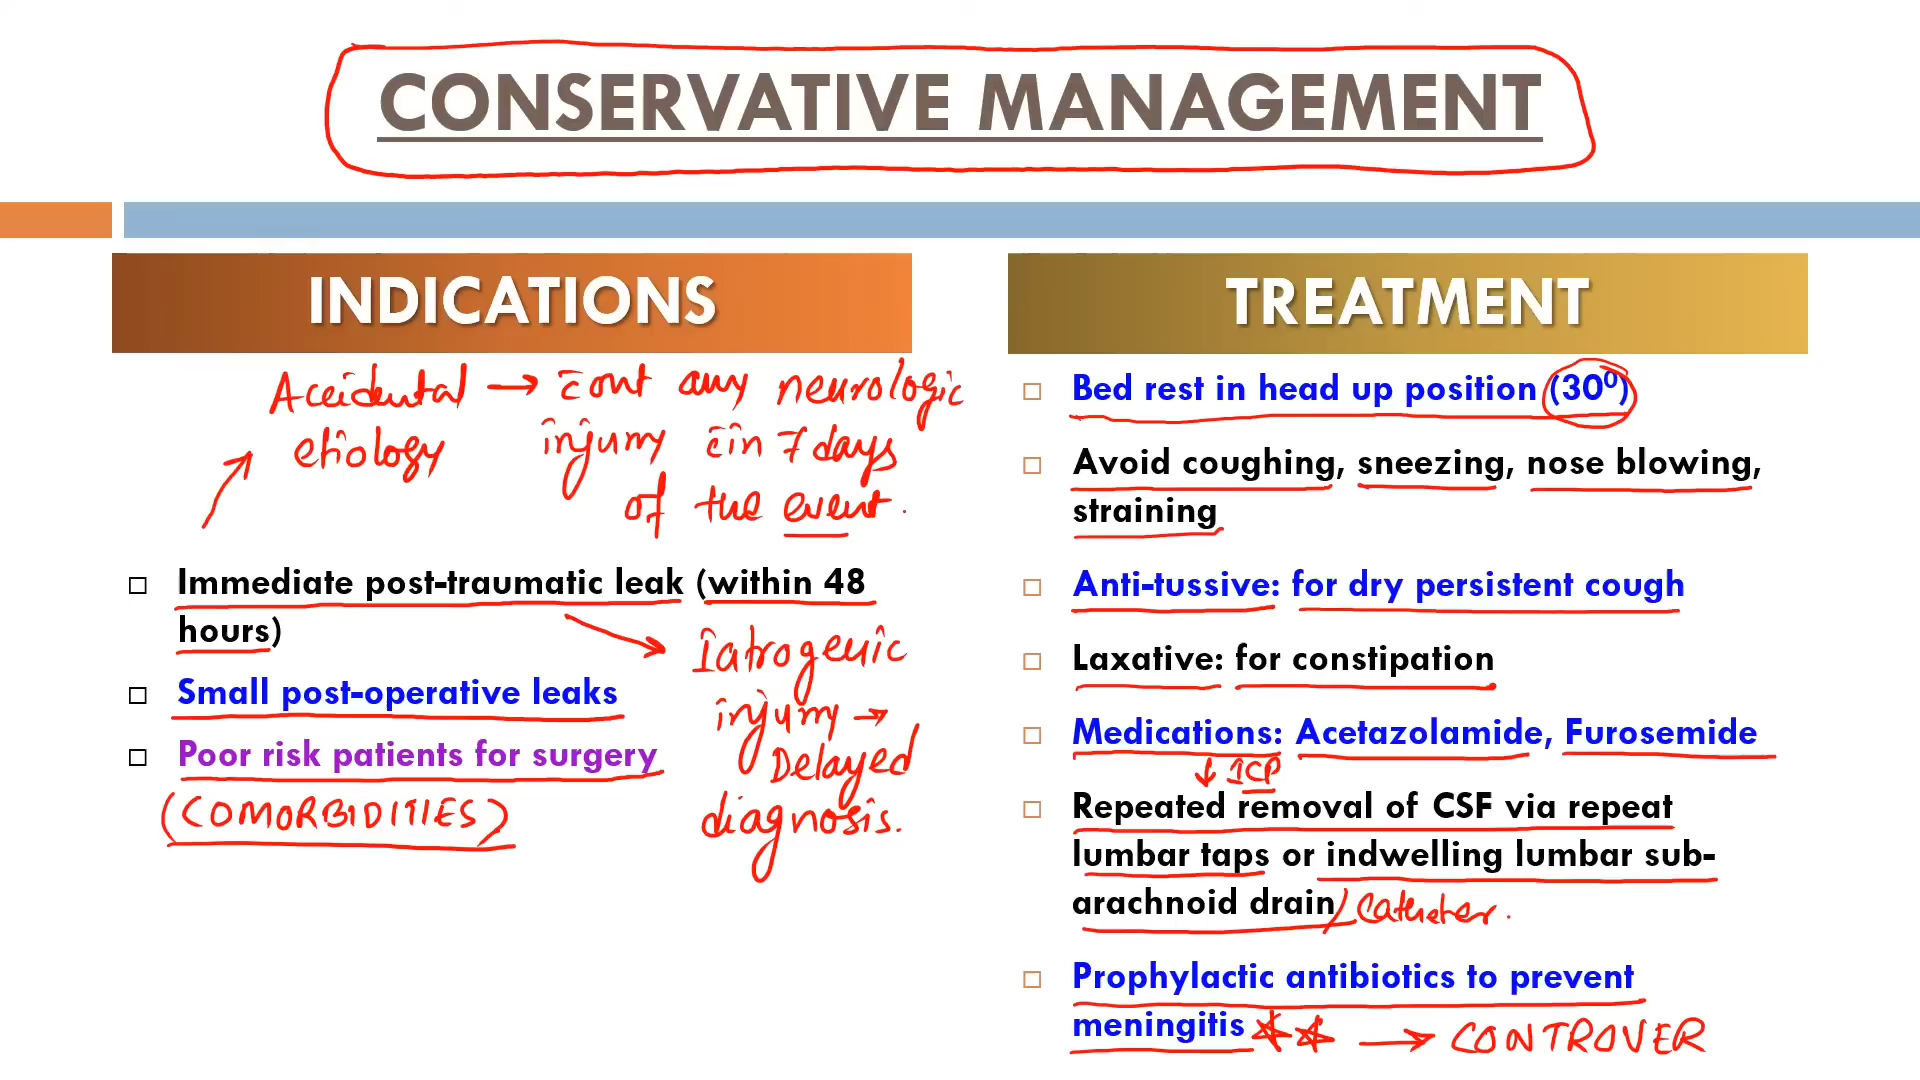 CONSERVATIVE MANAGEMENT
INDICATIONS
Accidental → c̄out any neurologic
etiology injury c̄in 7 days
of the event.
□ Immediate post-traumatic leak (within 48
hours)
Iatrogenic
injury →
Delayed
diagnosis.
□ Small post-operative leaks
□ Poor risk patients for surgery
(COMORBIDITIES)
TREATMENT
□ Bed rest in head up position (30⁰)
□ Avoid coughing, sneezing, nose blowing,
straining
□ Anti-tussive: for dry persistent cough
□ Laxative: for constipation
□ Medications: Acetazolamide, Furosemide
↓ ICP
□ Repeated removal of CSF via repeat
lumbar taps or indwelling lumbar sub-
arachnoid drain / Catheter.
□ Prophylactic antibiotics to prevent
meningitis ☆☆ → CONTROVER